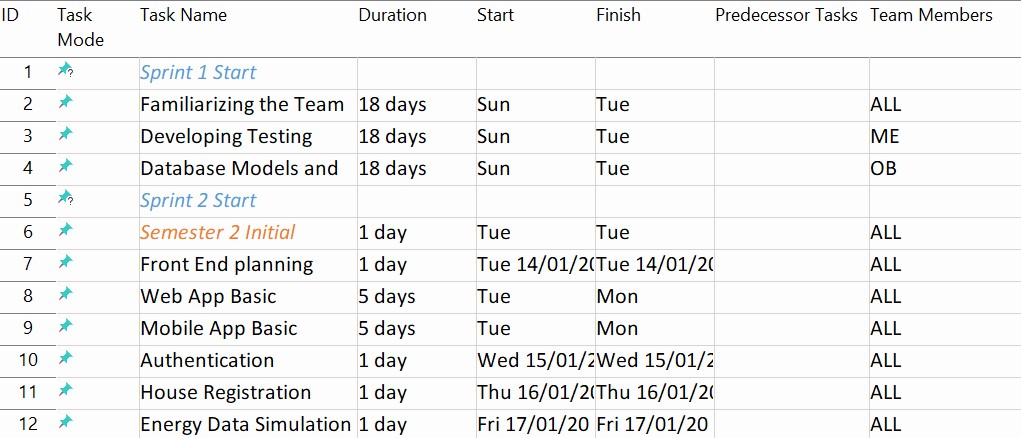 ID Task Mode Task Name Duration Start Finish Predecessor Tasks Team Members
1 Sprint 1 Start
2 Familiarizing the Team 18 days Sun Tue ALL
3 Developing Testing 18 days Sun Tue ME
4 Database Models and 18 days Sun Tue OB
5 Sprint 2 Start
6 Semester 2 Initial 1 day Tue Tue ALL
7 Front End planning 1 day Tue 14/01/20 Tue 14/01/20 ALL
8 Web App Basic 5 days Tue Mon ALL
9 Mobile App Basic 5 days Tue Mon ALL
10 Authentication 1 day Wed 15/01/2 Wed 15/01/2 ALL
11 House Registration 1 day Thu 16/01/20 Thu 16/01/20 ALL
12 Energy Data Simulation 1 day Fri 17/01/20 Fri 17/01/20 ALL